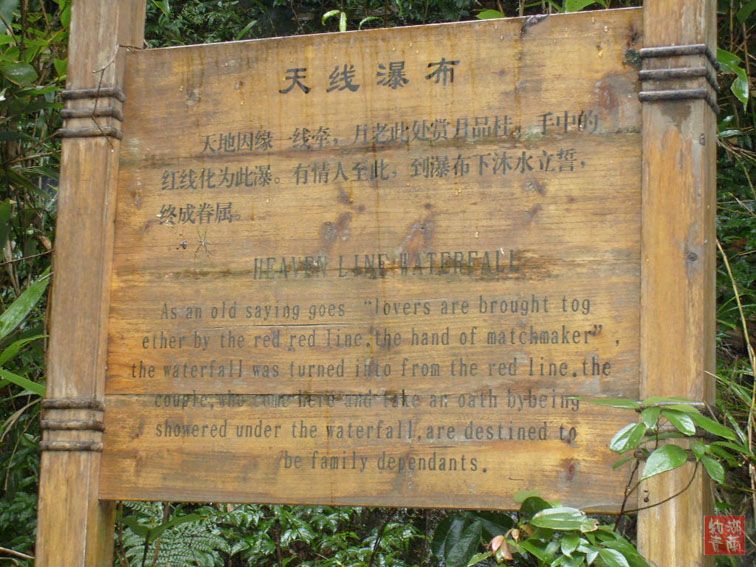 天线瀑布
天地因缘一线牵，月老此处赏月品桂，手中的
红线化为此瀑。有情人至此，到瀑布下沐水立誓，
终成眷属。
HEAVEN LINE WATERFALL
As an old saying goes "lovers are brought tog
ether by the red red line,the hand of matchmaker",
the waterfall was turned into from the red line,the
couple,who come here and take an oath bybeing
showered under the waterfall,are destined to
be family dependants.